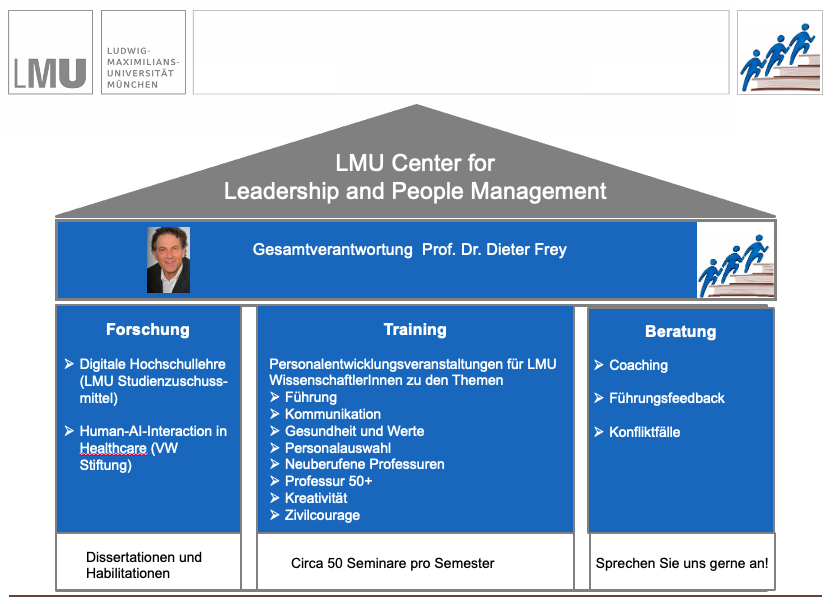 LMU
LUDWIG-
MAXIMILIANS-
UNIVERSITÄT
MÜNCHEN
LMU Center for
Leadership and People Management
Gesamtverantwortung Prof. Dr. Dieter Frey
Forschung
➢ Digitale Hochschullehre
(LMU Studienzuschuss-
mittel)
➢ Human-AI-Interaction in
Healthcare (VW
Stiftung)
Dissertationen und
Habilitationen
Training
Personalentwicklungsveranstaltungen für LMU
WissenschaftlerInnen zu den Themen
➢ Führung
➢ Kommunikation
➢ Gesundheit und Werte
➢ Personalauswahl
➢ Neuberufene Professuren
➢ Professur 50+
➢ Kreativität
➢ Zivilcourage
Circa 50 Seminare pro Semester
Beratung
➢ Coaching
➢ Führungsfeedback
➢ Konfliktfälle
Sprechen Sie uns gerne an!